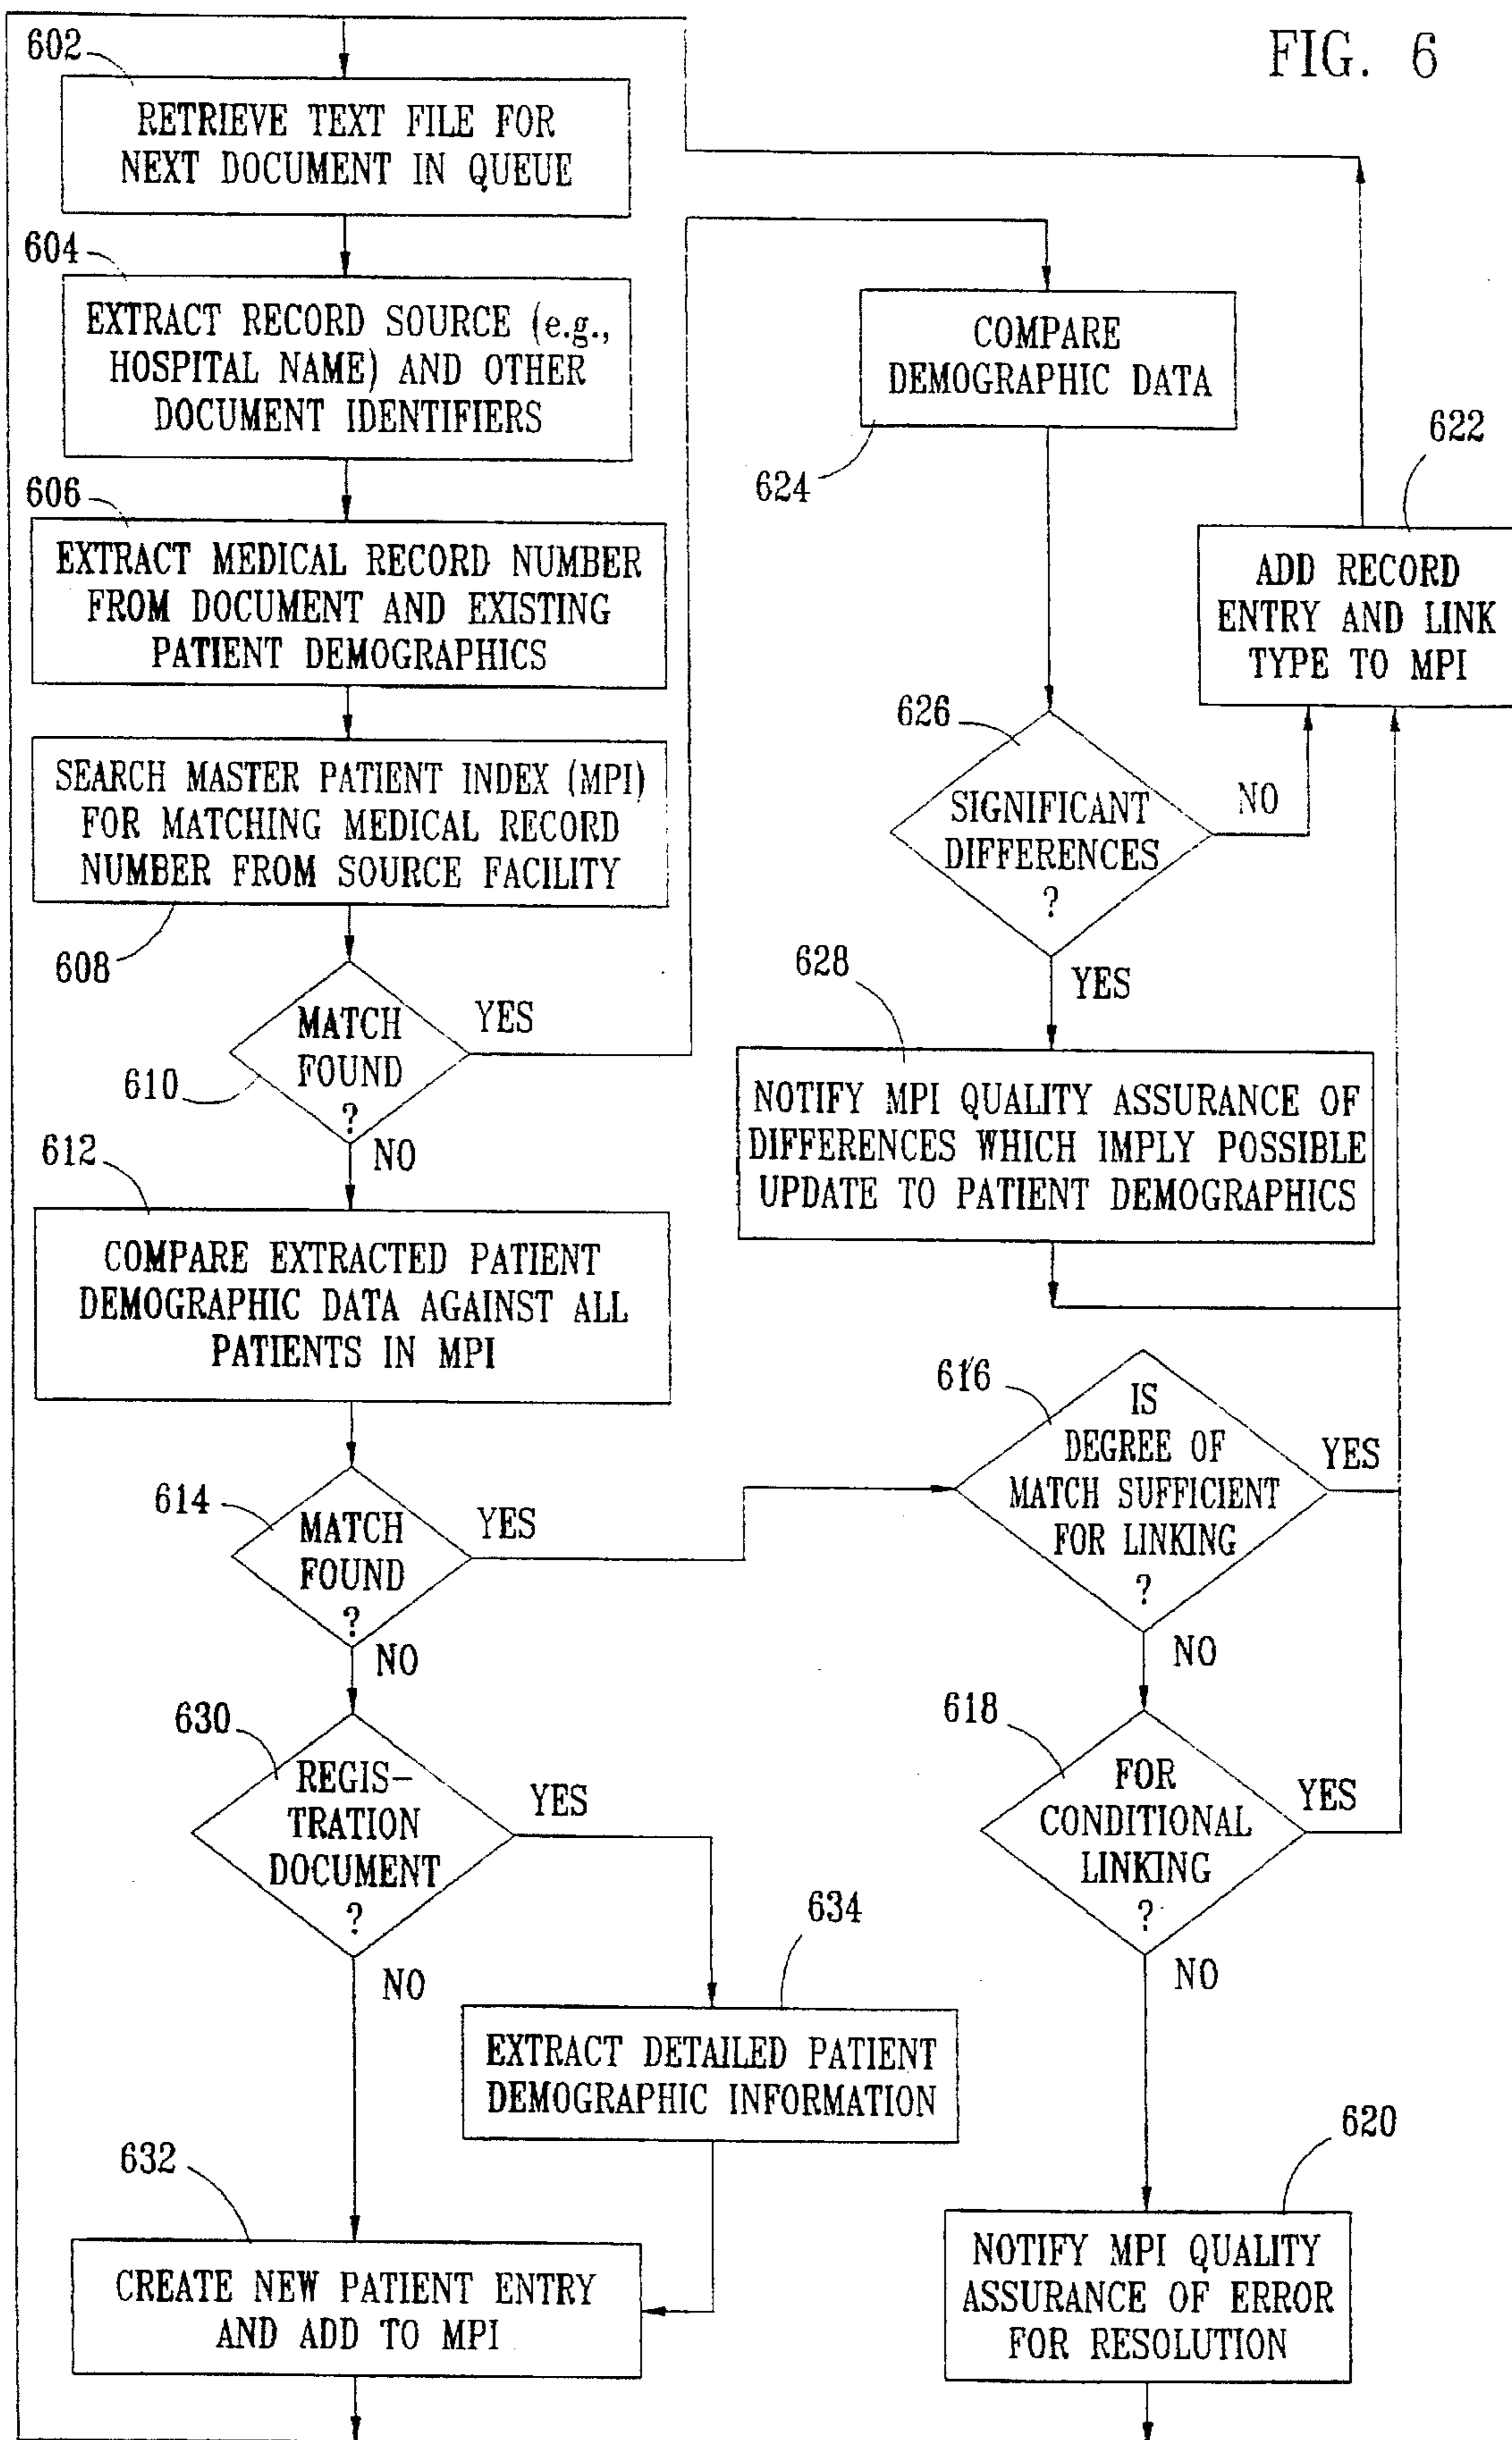 FIG. 6
602
RETRIEVE TEXT FILE FOR
NEXT DOCUMENT IN QUEUE
604
EXTRACT RECORD SOURCE (e.g.,
HOSPITAL NAME) AND OTHER
DOCUMENT IDENTIFIERS
606
EXTRACT MEDICAL RECORD NUMBER
FROM DOCUMENT AND EXISTING
PATIENT DEMOGRAPHICS
SEARCH MASTER PATIENT INDEX (MPI)
FOR MATCHING MEDICAL RECORD
NUMBER FROM SOURCE FACILITY
608
MATCH
FOUND
?
YES
610
NO
612
COMPARE EXTRACTED PATIENT
DEMOGRAPHIC DATA AGAINST ALL
PATIENTS IN MPI
614
MATCH
FOUND
?
YES
NO
630
REGIS-
TRATION
DOCUMENT
?
YES
NO
634
EXTRACT DETAILED PATIENT
DEMOGRAPHIC INFORMATION
632
CREATE NEW PATIENT ENTRY
AND ADD TO MPI
COMPARE
DEMOGRAPHIC DATA
624
622
ADD RECORD
ENTRY AND LINK
TYPE TO MPI
626
SIGNIFICANT
DIFFERENCES
?
NO
YES
628
NOTIFY MPI QUALITY ASSURANCE OF
DIFFERENCES WHICH IMPLY POSSIBLE
UPDATE TO PATIENT DEMOGRAPHICS
616
IS
DEGREE OF
MATCH SUFFICIENT
FOR LINKING
?
YES
NO
618
FOR
CONDITIONAL
LINKING
?
YES
NO
620
NOTIFY MPI QUALITY
ASSURANCE OF ERROR
FOR RESOLUTION